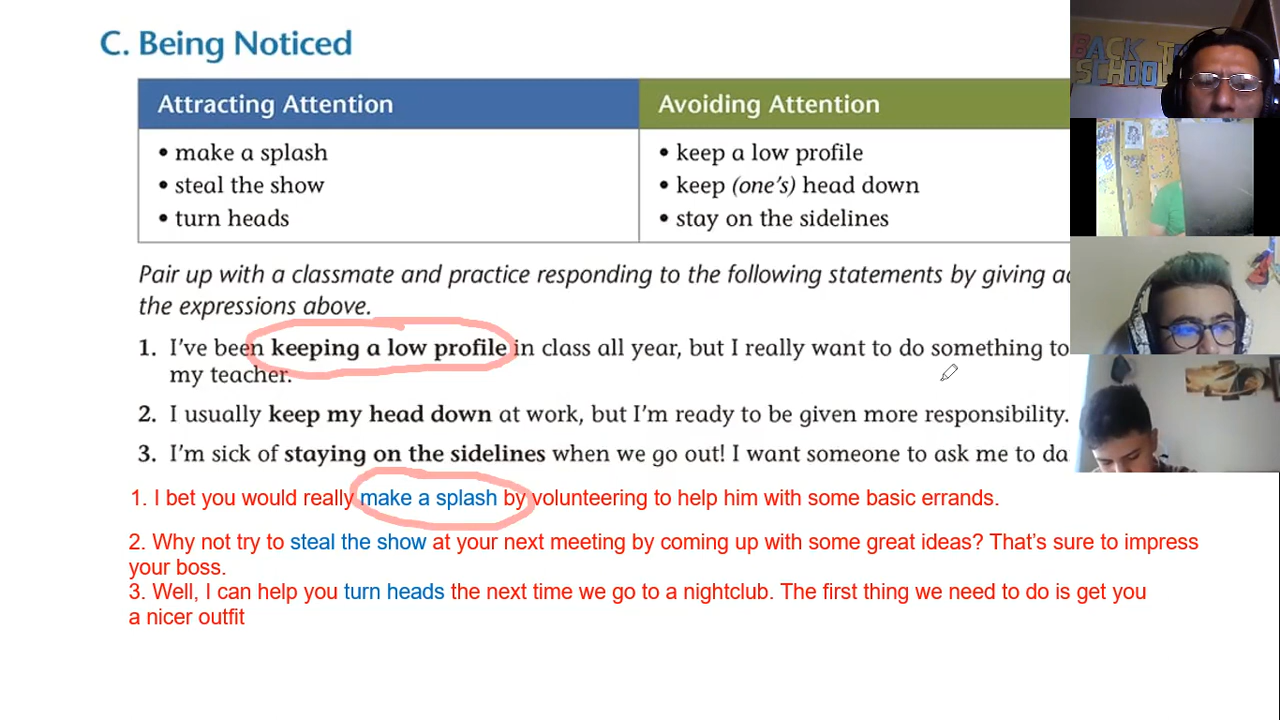 C. Being Noticed
Attracting Attention
Avoiding Attention
• make a splash
• steal the show
• turn heads
• keep a low profile
• keep (one's) head down
• stay on the sidelines
Pair up with a classmate and practice responding to the following statements by giving
the expressions above.
1. I've been keeping a low profile in class all year, but I really want to do something to
my teacher.
2. I usually keep my head down at work, but I'm ready to be given more responsibility.
3. I'm sick of staying on the sidelines when we go out! I want someone to ask me to
1. I bet you would really make a splash by volunteering to help him with some basic errands.
2. Why not try to steal the show at your next meeting by coming up with some great ideas? That's sure to impress
your boss.
3. Well, I can help you turn heads the next time we go to a nightclub. The first thing we need to do is get you
a nicer outfit
BACK TO
SCHOOL